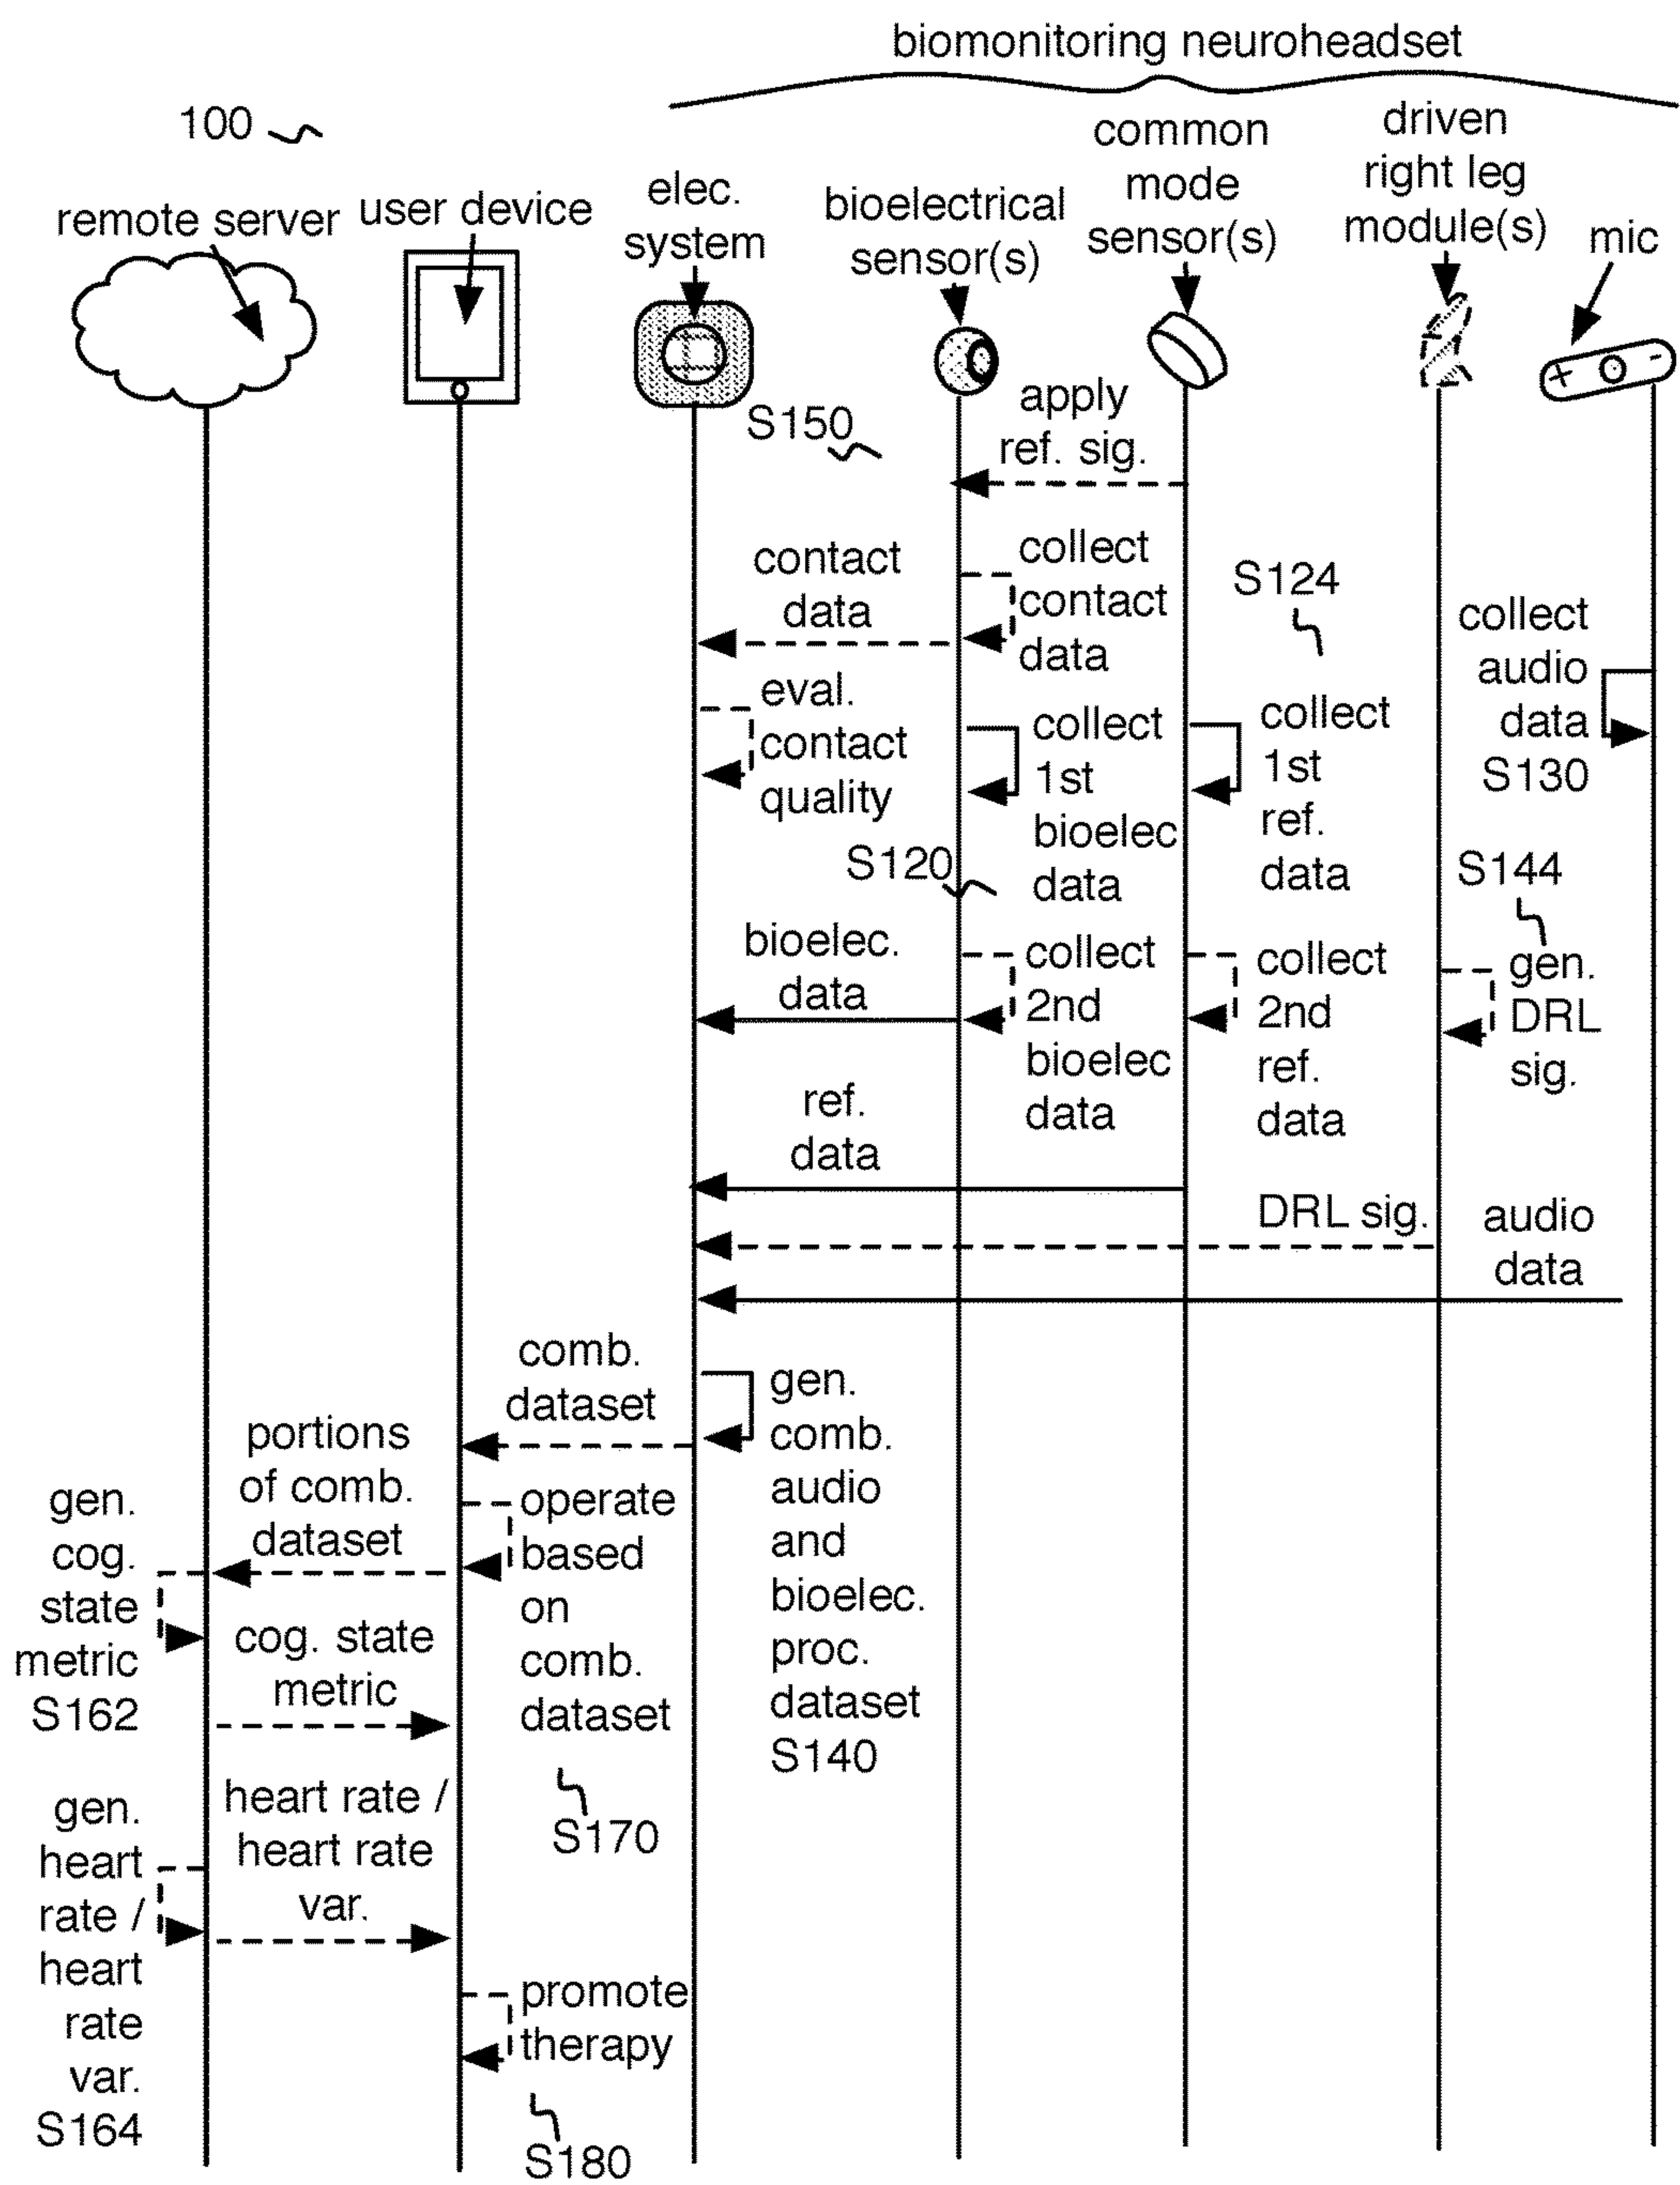 biomonitoring neuroheadset
100
remote server
user device
elec.
system
bioelectrical
sensor(s)
common
mode
sensor(s)
driven
right leg
module(s)
mic
+
-
S150
apply
ref. sig.
contact
data
collect
contact
data
S124
collect
audio
data
S130
eval.
contact
quality
collect
1st
bioelec
data
collect
1st
ref.
data
S120
S144
bioelec.
data
collect
2nd
bioelec
data
collect
2nd
ref.
data
gen.
DRL
sig.
ref.
data
DRL sig.
audio
data
comb.
dataset
gen.
comb.
audio
and
bioelec.
proc.
dataset
S140
portions
of comb.
dataset
operate
based
on
comb.
dataset
S170
gen.
cog.
state
metric
S162
cog. state
metric
gen.
heart
rate /
heart
rate
var.
S164
heart rate /
heart rate
var.
promote
therapy
S180